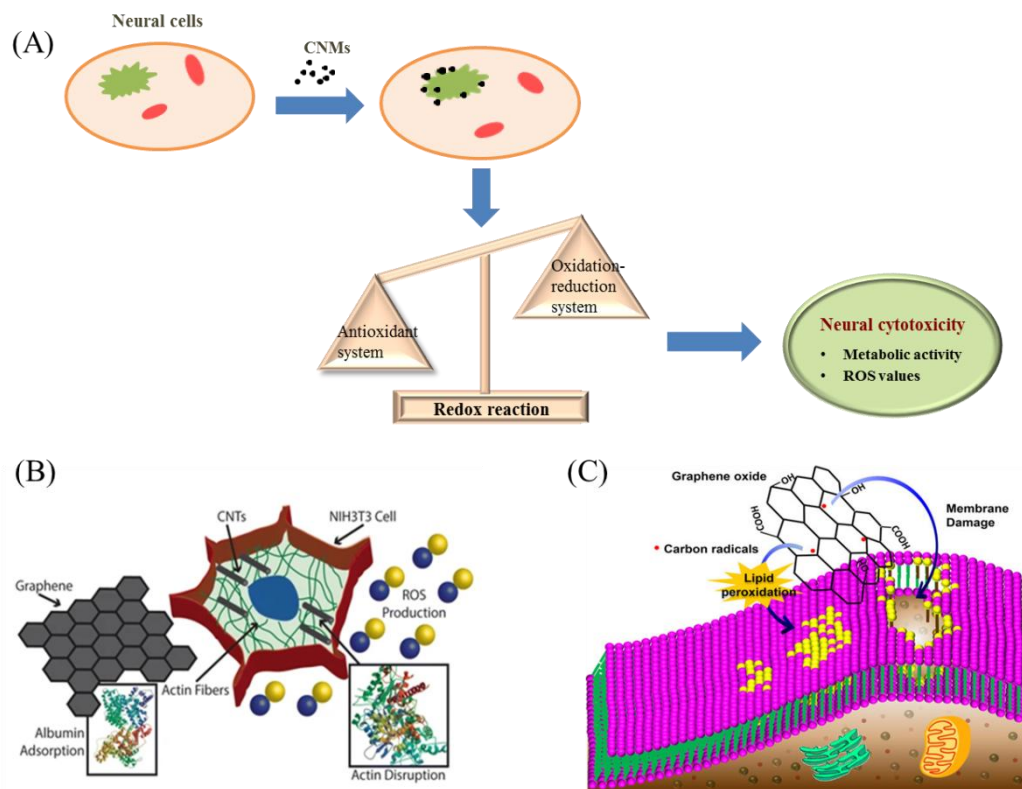 (A)
Neural cells
CNMs
Antioxidant
system
Oxidation-
reduction
system
Redox reaction
Neural cytotoxicity
• Metabolic activity
• ROS values
(B)
CNTs
NIH3T3 Cell
Graphene
ROS
Production
Actin Fibers
Albumin
Adsorption
Actin Disruption
(C)
Graphene oxide
OH
OH
COOH
COOH
HO
Membrane
Damage
• Carbon radicals
Lipid
peroxidation